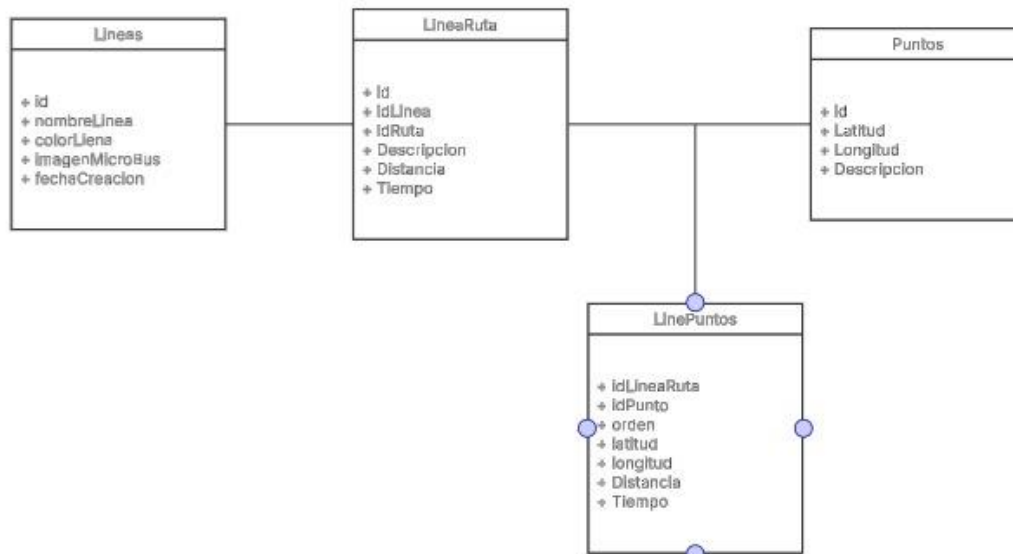 Lineas
+ id
+ nombreLinea
+ colorLiena
+ imagenMicroBus
+ fechaCreacion
LineaRuta
+ Id
+ IdLinea
+ IdRuta
+ Descripcion
+ Distancia
+ Tiempo
Puntos
+ Id
+ Latitud
+ Longitud
+ Descripcion
LinePuntos
+ idLineaRuta
+ idPunto
+ orden
+ latitud
+ longitud
+ Distancia
+ Tiempo